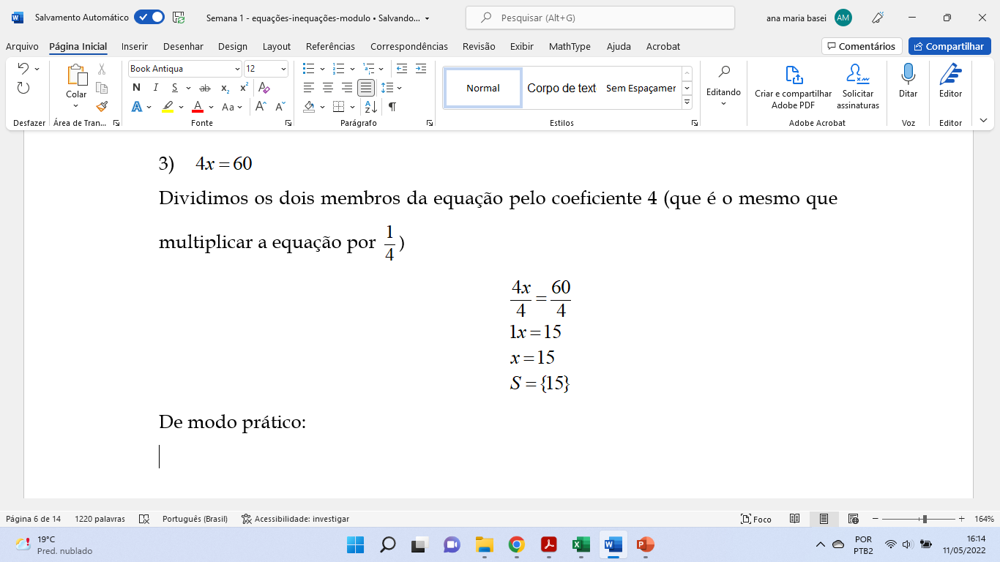 Salvamento Automático
Semana 1 - equações-inequações-modulo • Salvando...
Pesquisar (Alt+G)
ana maria basei
AM
Arquivo Página Inicial Inserir Desenhar Design Layout Referências Correspondências Revisão Exibir MathType Ajuda Acrobat
Comentários
Compartilhar
Colar
Book Antiqua
12
N I S ab x₂ x² A
A A Aa A A
Normal
Corpo de text
Sem Espaçamer
Editando
Criar e compartilhar
Adobe PDF
Solicitar
assinaturas
Ditar
Editor
Desfazer Área de Tran... Fonte Parágrafo Estilos Adobe Acrobat Voz Editor
3) 4x = 60
Dividimos os dois membros da equação pelo coeficiente 4 (que é o mesmo que
multiplicar a equação por 1/4)
4x/4 = 60/4
1x = 15
x = 15
S = {15}
De modo prático:
Página 6 de 14 1220 palavras Português (Brasil) Acessibilidade: investigar Foco 164%
19°C
Pred. nublado
POR
PTB2
16:14
11/05/2022